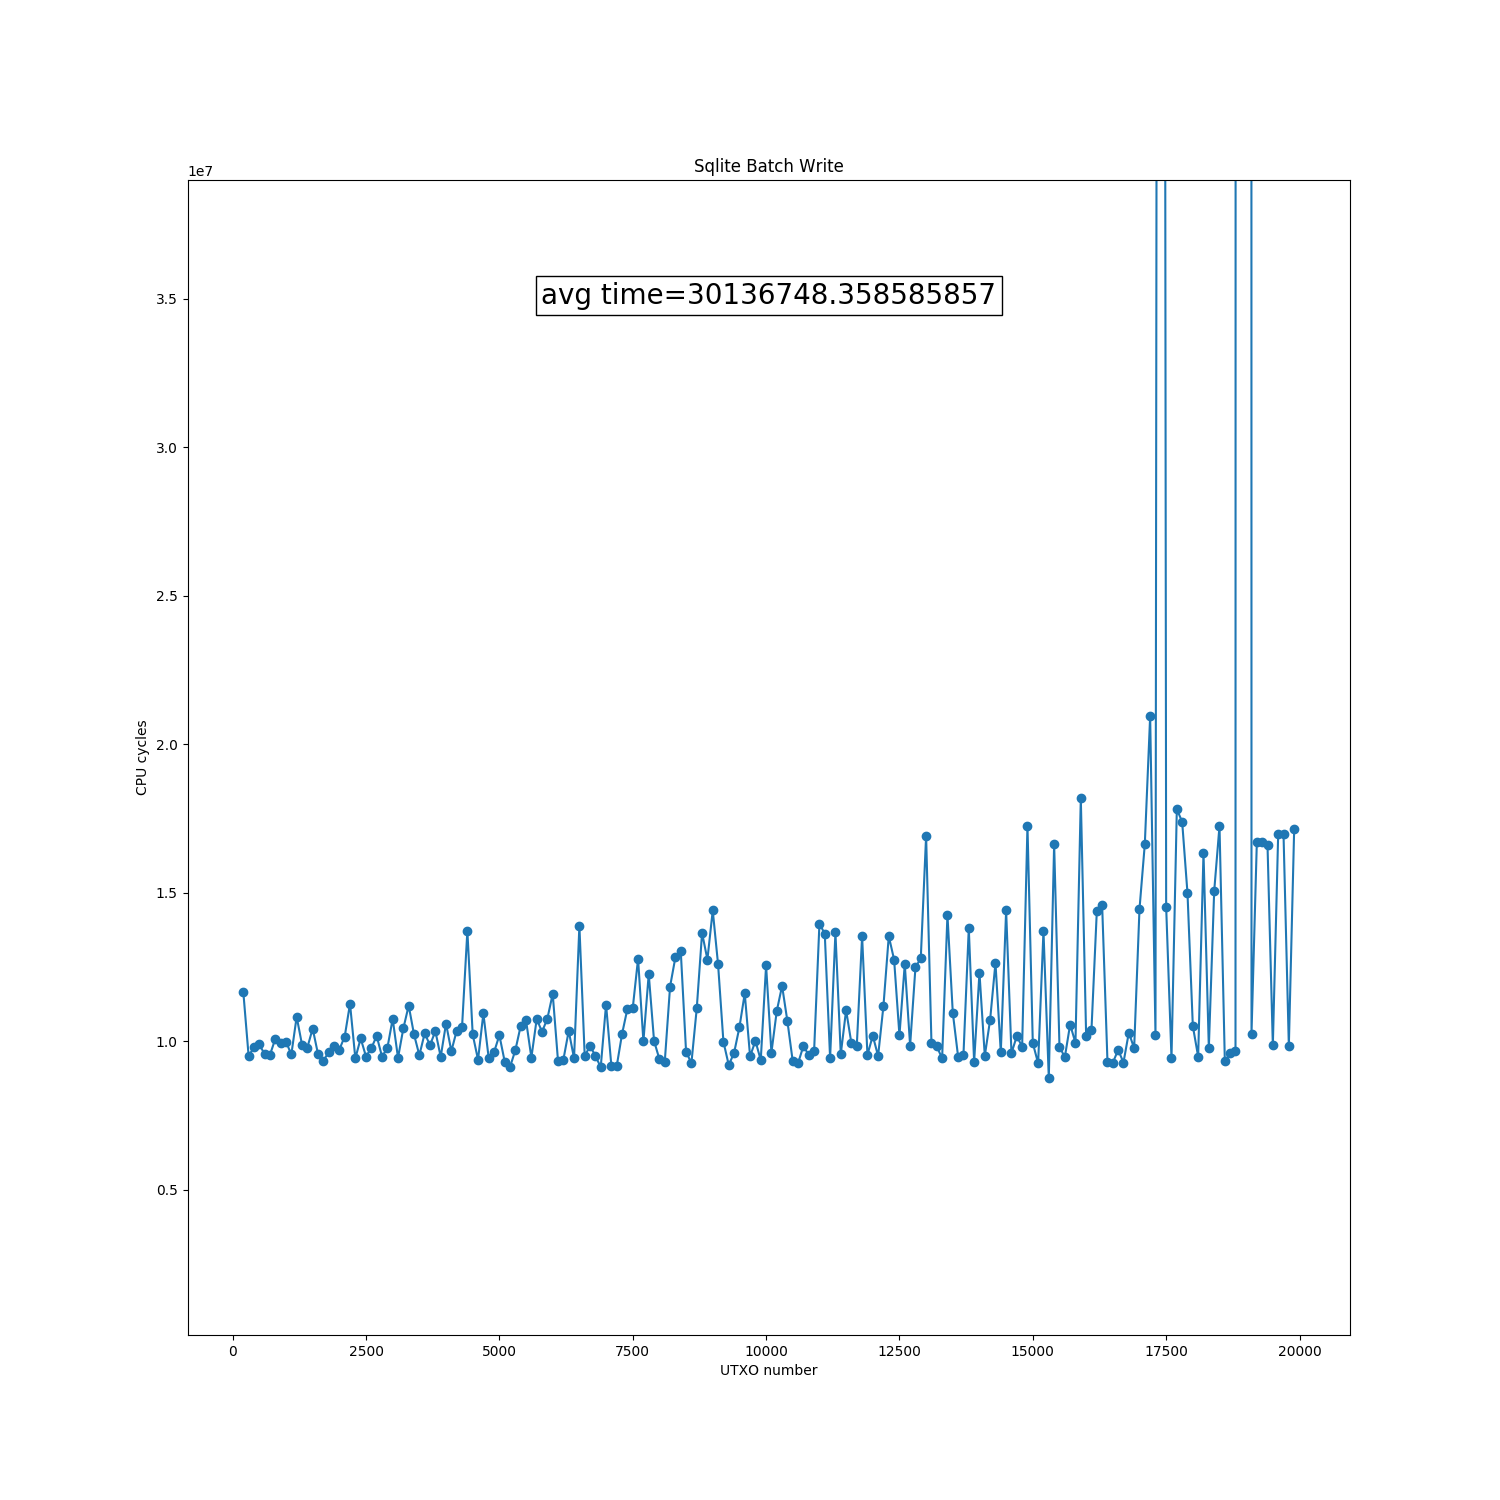 Sqlite Batch Write
1e7
avg time=30136748.358585857
3.5
3.0
2.5
2.0
1.5
1.0
0.5
CPU cycles
0 2500 5000 7500 10000 12500 15000 17500 20000
UTXO number